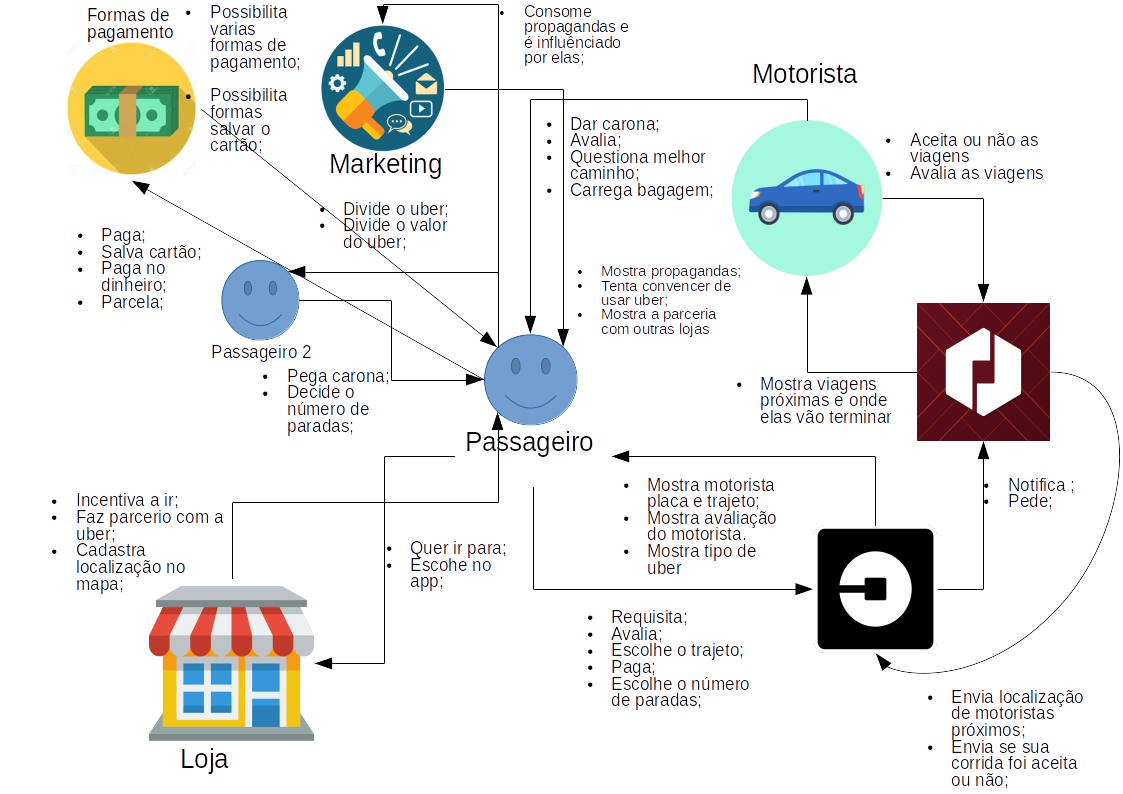 Formas de
pagamento
• Possibilita
varias
formas de
pagamento;
• Possibilita
formas
salvar o
cartão;
Marketing
• Consome
propagandas e
é influênciado
por elas;
Motorista
• Dar carona;
• Avalia;
• Questiona melhor
caminho;
• Carrega bagagem;
• Aceita ou não as
viagens
• Avalia as viagens
• Divide o uber;
• Divide o valor
do uber;
• Paga;
• Salva cartão;
• Paga no
dinheiro;
• Parcela;
• Mostra propagandas;
• Tenta convencer de
usar uber;
• Mostra a parceria
com outras lojas
Passageiro 2
• Pega carona;
• Decide o
número de
paradas;
• Mostra viagens
próximas e onde
elas vão terminar
Passageiro
• Incentiva a ir;
• Faz parcerio com a
uber;
• Cadastra
localização no
mapa;
• Quer ir para;
• Escohe no
app;
• Mostra motorista
placa e trajeto;
• Mostra avaliação
do motorista.
• Mostra tipo de
uber
• Notifica ;
• Pede;
• Requisita;
• Avalia;
• Escolhe o trajeto;
• Paga;
• Escolhe o número
de paradas;
Loja
• Envia localização
de motoristas
próximos;
• Envia se sua
corrida foi aceita
ou não;